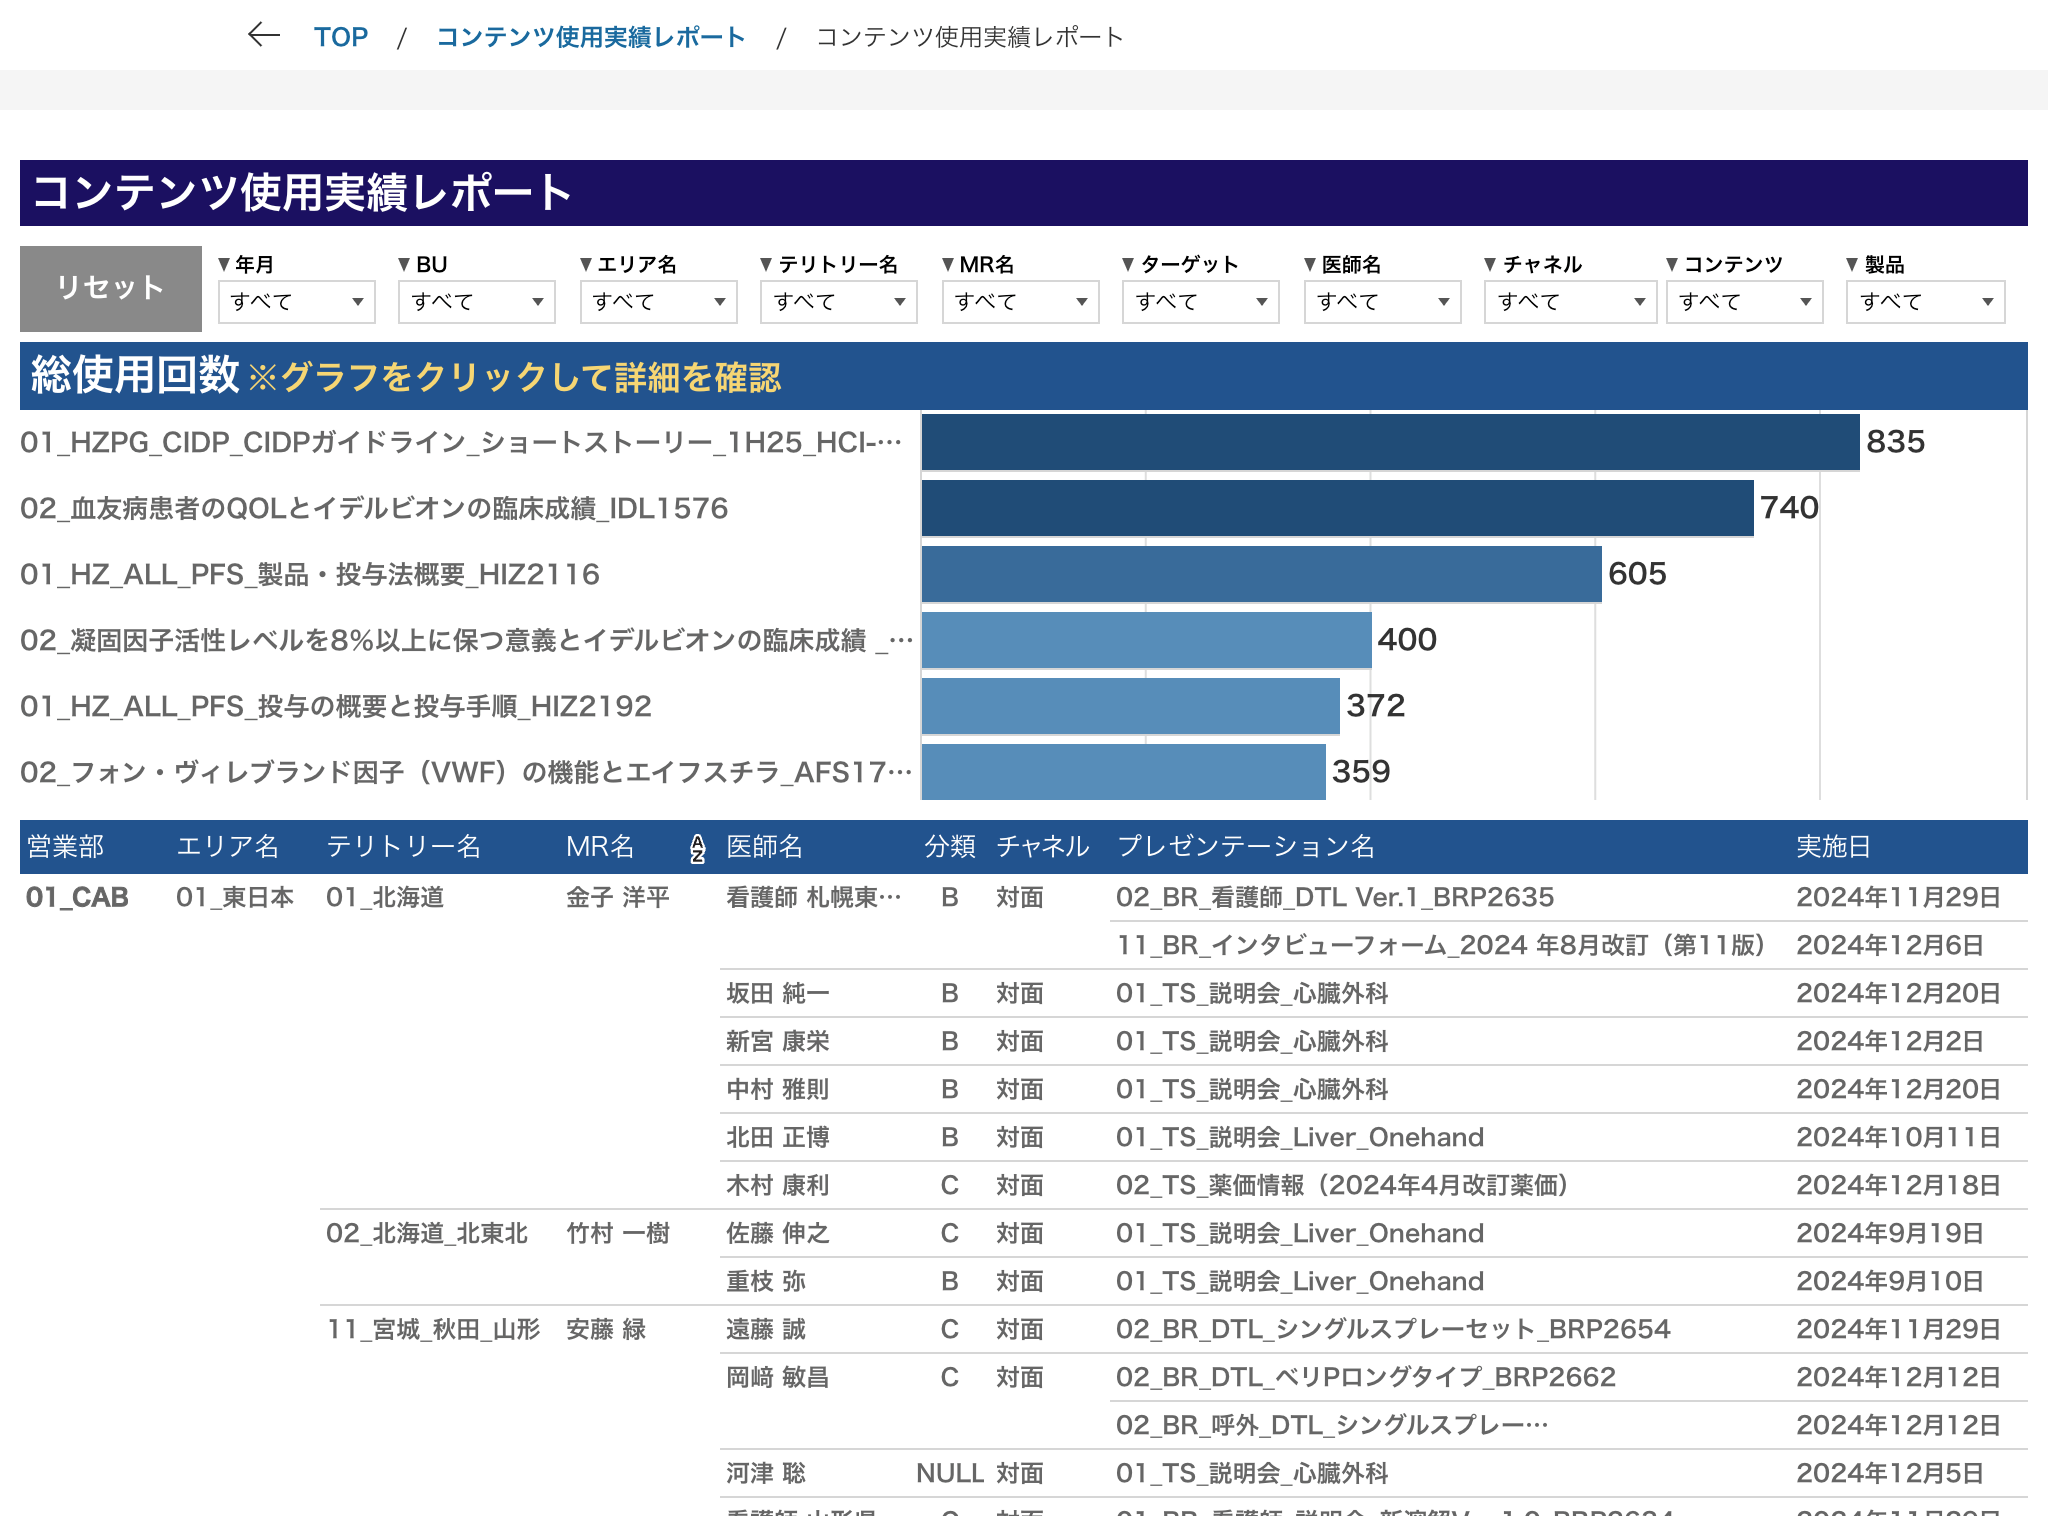 ← TOP / コンテンツ使用実績レポート / コンテンツ使用実績レポート
コンテンツ使用実績レポート
リセット
▼年月 ▼BU ▼エリア名 ▼テリトリー名 ▼MR名 ▼ターゲット ▼医師名 ▼チャネル ▼コンテンツ ▼製品
すべて すべて すべて すべて すべて すべて すべて すべて すべて すべて
総使用回数 ※グラフをクリックして詳細を確認
01_HZPG_CIDP_CIDPガイドライン_ショートストーリー_1H25_HCI-… 835
02_血友病患者のQOLとイデルビオンの臨床成績_IDL1576 740
01_HZ_ALL_PFS_製品・投与法概要_HIZ2116 605
02_凝固因子活性レベルを8%以上に保つ意義とイデルビオンの臨床成績 _… 400
01_HZ_ALL_PFS_投与の概要と投与手順_HIZ2192 372
02_フォン・ヴィレブランド因子（VWF）の機能とエイフスチラ_AFS17… 359
営業部 エリア名 テリトリー名 MR名 AZ 医師名 分類 チャネル プレゼンテーション名 実施日
01_CAB 01_東日本 01_北海道 金子 洋平 看護師 札幌東… B 対面 02_BR_看護師_DTL Ver.1_BRP2635 2024年11月29日
11_BR_インタビューフォーム_2024 年8月改訂（第11版） 2024年12月6日
坂田 純一 B 対面 01_TS_説明会_心臓外科 2024年12月20日
新宮 康栄 B 対面 01_TS_説明会_心臓外科 2024年12月2日
中村 雅則 B 対面 01_TS_説明会_心臓外科 2024年12月20日
北田 正博 B 対面 01_TS_説明会_Liver_Onehand 2024年10月11日
木村 康利 C 対面 02_TS_薬価情報（2024年4月改訂薬価） 2024年12月18日
02_北海道_北東北 竹村 一樹 佐藤 伸之 C 対面 01_TS_説明会_Liver_Onehand 2024年9月19日
重枝 弥 B 対面 01_TS_説明会_Liver_Onehand 2024年9月10日
11_宮城_秋田_山形 安藤 緑 遠藤 誠 C 対面 02_BR_DTL_シングルスプレーセット_BRP2654 2024年11月29日
岡﨑 敏昌 C 対面 02_BR_DTL_ベリPロングタイプ_BRP2662 2024年12月12日
02_BR_呼外_DTL_シングルスプレー… 2024年12月12日
河津 聡 NULL 対面 01_TS_説明会_心臓外科 2024年12月5日